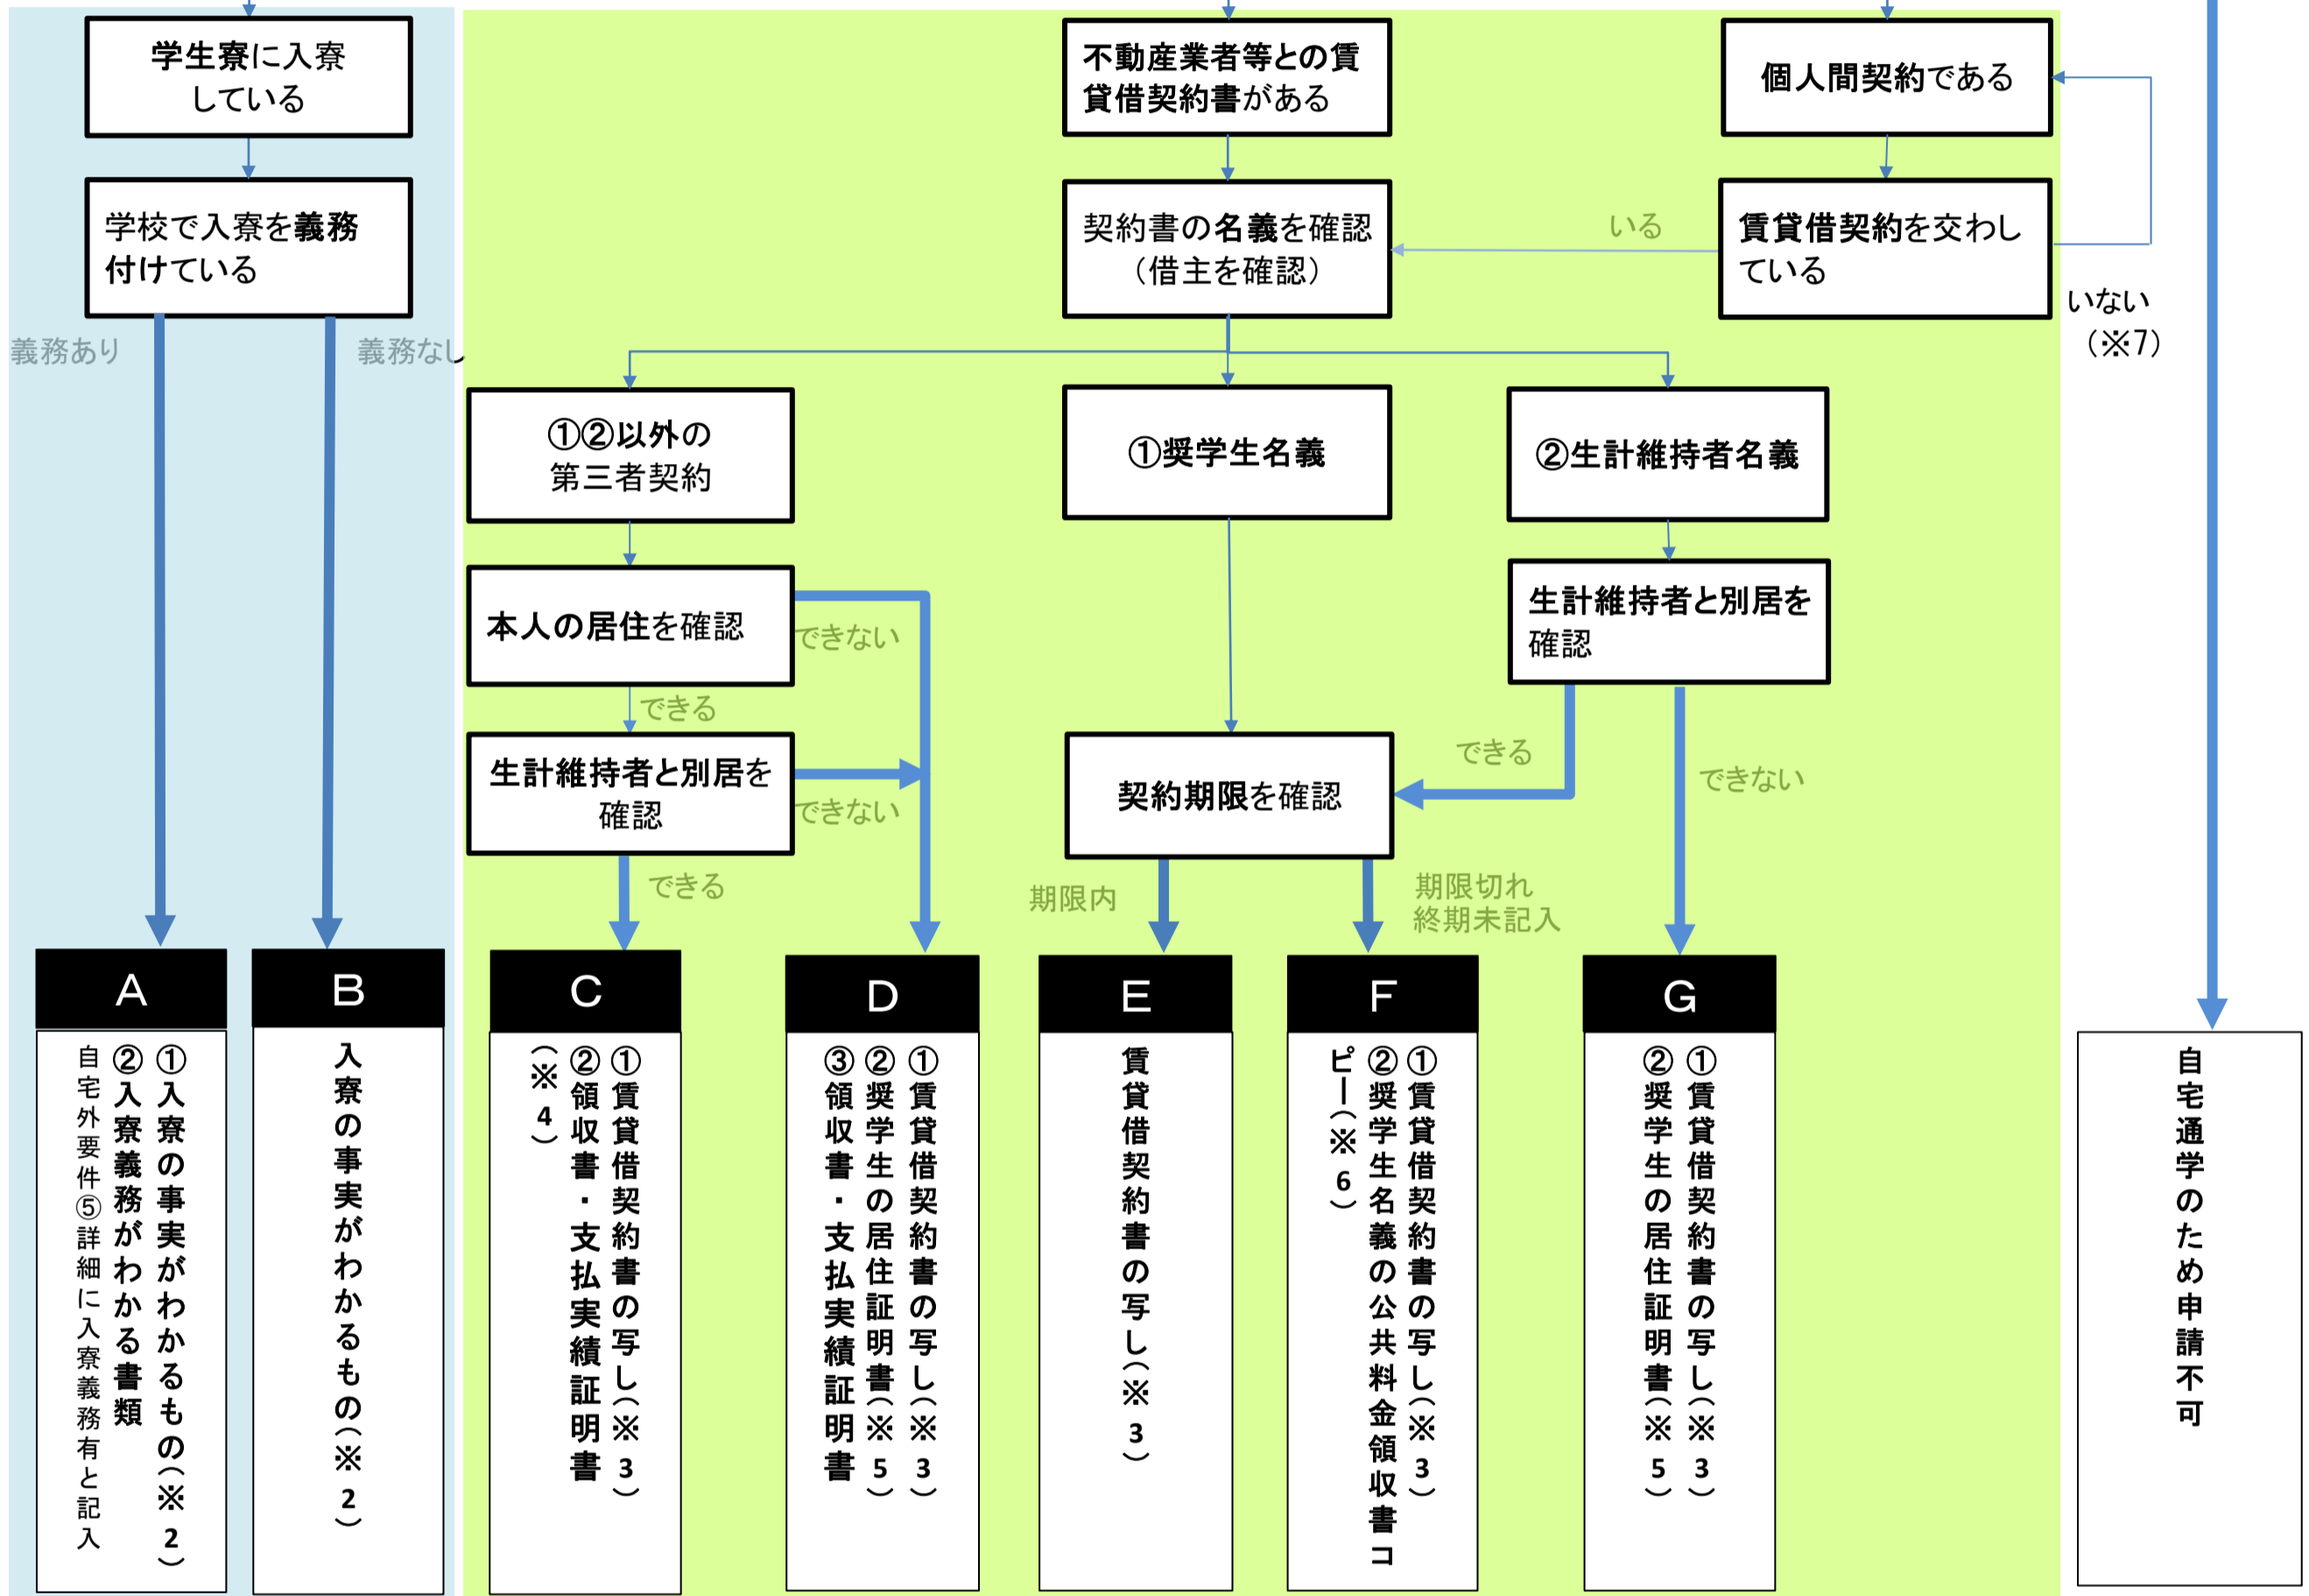 学生寮に入寮
している
学校で入寮を義務
付けている
義務あり
義務なし
不動産業者等との賃
貸借契約書がある
個人間契約である
契約書の名義を確認
（借主を確認）
いる
賃貸借契約を交わし
ている
いない
（※7）
①②以外の
第三者契約
①奨学生名義
②生計維持者名義
本人の居住を確認
できない
できる
生計維持者と別居を
確認
できない
できる
生計維持者と別居を
確認
できる
できない
契約期限を確認
期限内
期限切れ
終期未記入
A
①入寮の事実がわかるもの（※2）
②入寮義務がわかる書類
自宅外要件⑤詳細に入寮義務有と記入
B
入寮の事実がわかるもの（※2）
C
①賃貸借契約書の写し（※3）
②領収書・支払実績証明書
（※4）
D
①賃貸借契約書の写し（※3）
②奨学生の居住証明書（※5）
③領収書・支払実績証明書
E
賃貸借契約書の写し（※3）
F
①賃貸借契約書の写し（※3）
②奨学生名義の公共料金領収書コ
ピー（※6）
G
①賃貸借契約書の写し（※3）
②奨学生の居住証明書（※5）
自宅通学のため申請不可